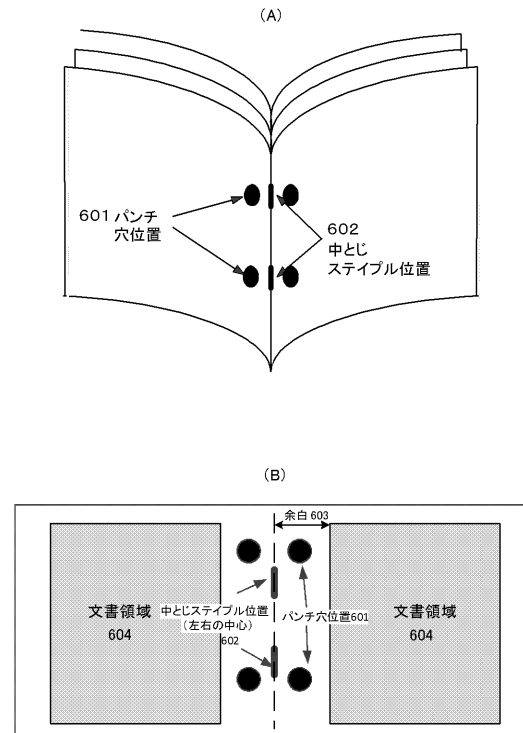 (A)
601 パンチ
穴位置
602
中とじ
ステイプル位置
(B)
余白 603
文書領域
604
中とじステイプル位置
(左右の中心)
602
パンチ穴位置601
文書領域
604